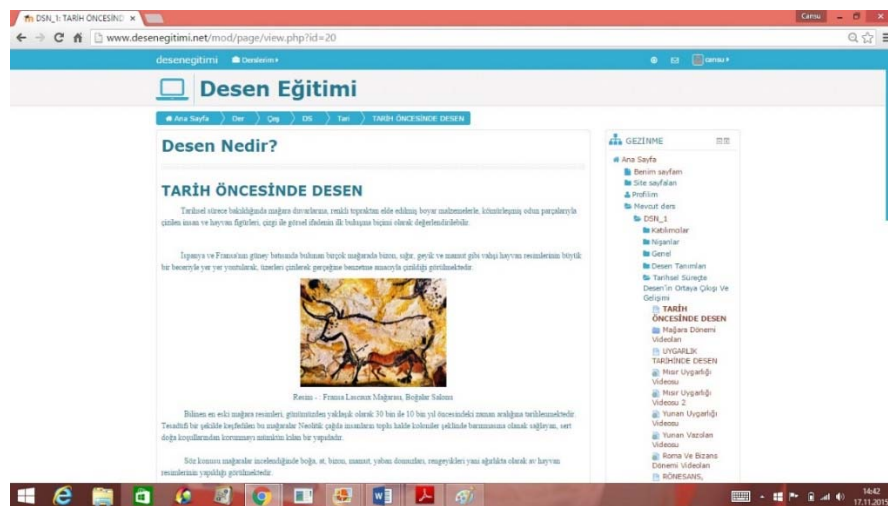 DSN_1: TARİH ÖNCESİND
Cansu
www.desenegitimi.net/mod/page/view.php?id=20
desenegitimi Derslerim
cansu
Desen Eğitimi
Ana Sayfa Der Çeş DS Tari TARİH ÖNCESİNDE DESEN
Desen Nedir?
TARİH ÖNCESİNDE DESEN
Tarihsel sürece bakıldığında mağara duvarlarına, renkli topraktan elde edilmiş boyar malzemelerle, kömürleşmiş odun parçalarıyla
çizilen insan ve hayvan figürleri, çizgi ile görsel ifadenin ilk buluşma biçimi olarak değerlendirilebilir.
İspanya ve Fransa'nın güney batısında bulunan birçok mağarada bizon, sığır, geyik ve mamut gibi vahşi hayvan resimlerinin büyük
bir beceriyle yer yer yontularak, üzerleri çizilerek gerçeğine benzetme amacıyla çizildiği görülmektedir.
Resim - : Fransa Lascaux Mağarası, Boğalar Salonu
Bilinen en eski mağara resimleri, günümüzden yaklaşık olarak 30 bin ile 10 bin yıl öncesindeki zaman aralığına tarihlenmektedir.
Tesadüfi bir şekilde keşfedilen bu mağaralar Neolitik çağda insanların toplu halde koloniler şeklinde barınmasına olanak sağlayan, sert
doğa koşullarından korunmayı mümkün kılan bir yapıdadır.
Söz konusu mağaralar incelendiğinde boğa, at, bizon, mamut, yaban domuzları, rengeyikleri yani ağırlıkta olarak av hayvan
resimlerinin yapıldığı görülmektedir.
GEZİNME
Ana Sayfa
Benim sayfam
Site sayfaları
Profilim
Mevcut ders
DSN_1
Katılımcılar
Nişanlar
Genel
Desen Tanımları
Tarihsel Süreçte
Desen'in Ortaya Çıkışı Ve
Gelişimi
TARİH
ÖNCESİNDE DESEN
Mağara Dönemi
Videoları
UYGARLIK
TARİHİNDE DESEN
Mısır Uygarlığı
Videosu
Mısır Uygarlığı
Videosu 2
Yunan Uygarlığı
Videosu
Yunan Vazoları
Videosu
Roma Ve Bizans
Dönemi Videoları
RÖNESANS,
14:42
17.11.2015